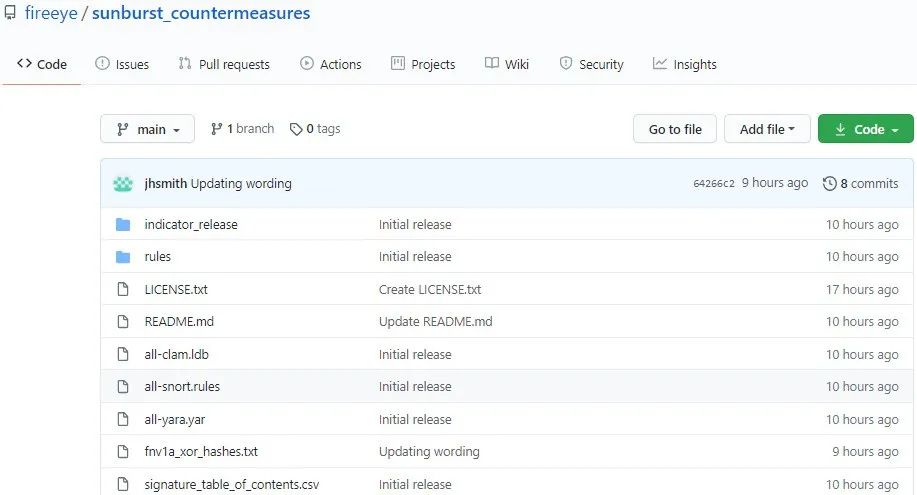 fireeye / sunburst_countermeasures
Code Issues Pull requests Actions Projects Wiki Security Insights
main 1 branch 0 tags Go to file Add file Code
jhsmith Updating wording 64266c2 9 hours ago 8 commits
indicator_release Initial release 10 hours ago
rules Initial release 10 hours ago
LICENSE.txt Create LICENSE.txt 17 hours ago
README.md Update README.md 10 hours ago
all-clam.ldb Initial release 10 hours ago
all-snort.rules Initial release 10 hours ago
all-yara.yar Initial release 10 hours ago
fnv1a_xor_hashes.txt Updating wording 9 hours ago
signature_table_of_contents.csv Initial release 10 hours ago